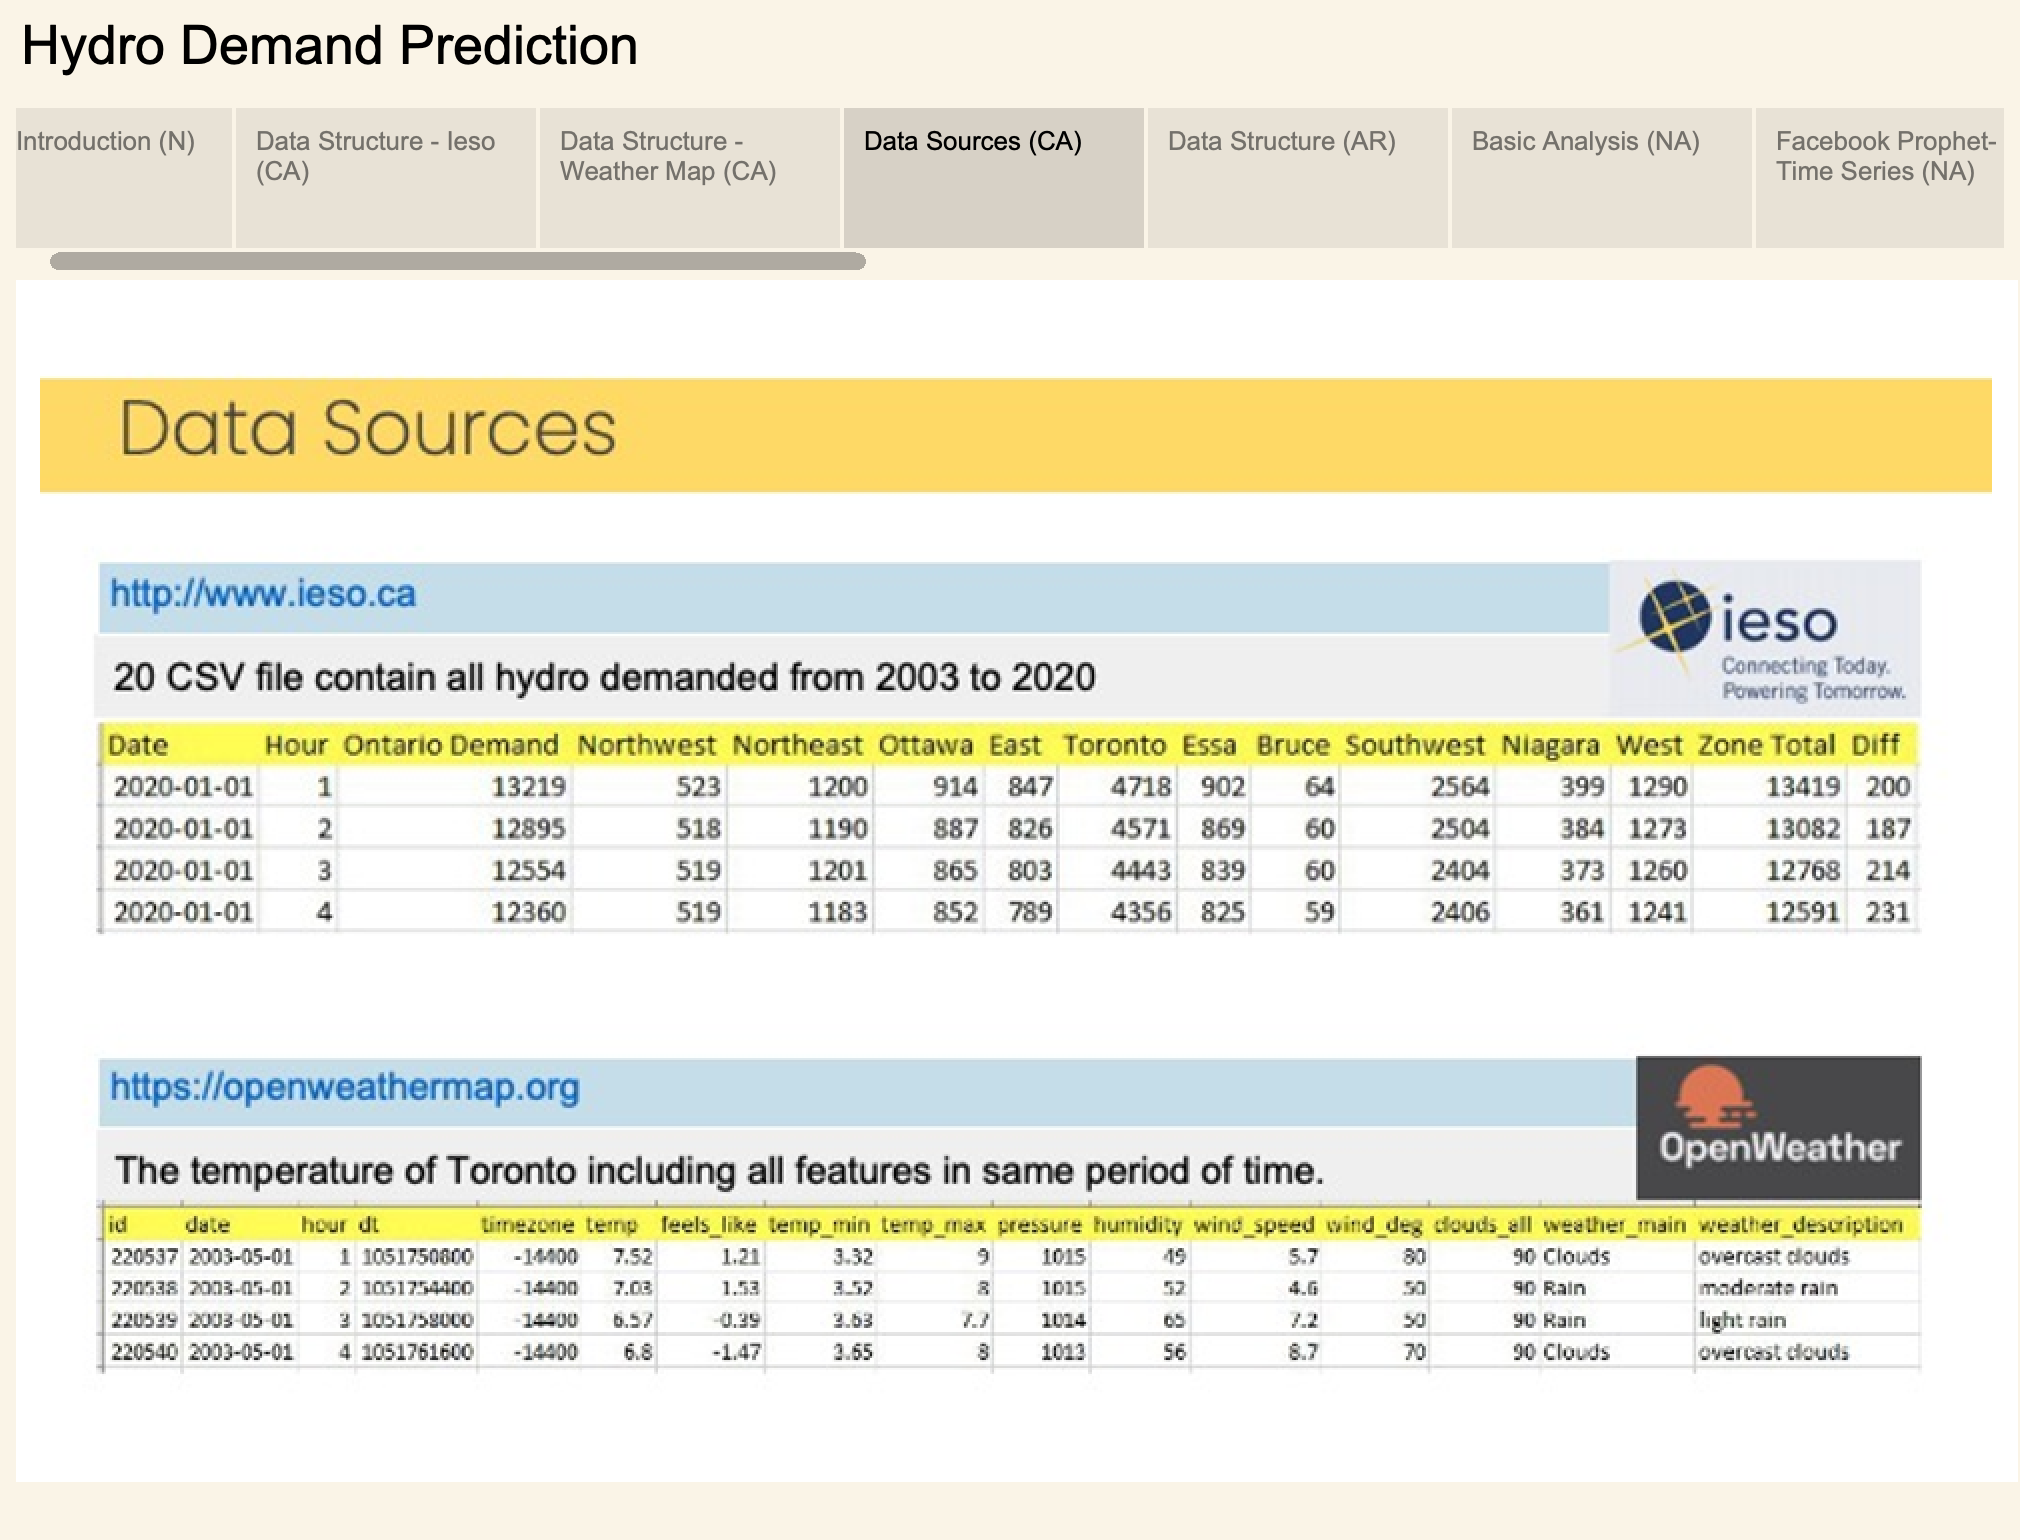 Hydro Demand Prediction
Introduction (N)
Data Structure - Ieso
(CA)
Data Structure -
Weather Map (CA)
Data Sources (CA)
Data Structure (AR)
Basic Analysis (NA)
Facebook Prophet-
Time Series (NA)
Data Sources
http://www.ieso.ca
ieso
Connecting Today.
Powering Tomorrow.
20 CSV file contain all hydro demanded from 2003 to 2020
Date Hour Ontario Demand Northwest Northeast Ottawa East Toronto Essa Bruce Southwest Niagara West Zone Total Diff
2020-01-01 1 13219 523 1200 914 847 4718 902 64 2564 399 1290 13419 200
2020-01-01 2 12895 518 1190 887 826 4571 869 60 2504 384 1273 13082 187
2020-01-01 3 12554 519 1201 865 803 4443 839 60 2404 373 1260 12768 214
2020-01-01 4 12360 519 1183 852 789 4356 825 59 2406 361 1241 12591 231
https://openweathermap.org
OpenWeather
The temperature of Toronto including all features in same period of time.
id date hour dt timezone temp feels_like temp_min temp_max pressure humidity wind_speed wind_deg clouds_all weather_main weather_description
220537 2003-05-01 1 1051750800 -14400 7.52 1.21 3.32 9 1015 49 5.7 80 90 Clouds overcast clouds
220538 2003-05-01 2 1051754400 -14400 7.03 1.53 3.52 8 1015 52 4.6 50 90 Rain moderate rain
220539 2003-05-01 3 1051758000 -14400 6.57 -0.39 3.63 7.7 1014 65 7.2 50 90 Rain light rain
220540 2003-05-01 4 1051761600 -14400 6.8 -1.47 3.65 8 1013 56 8.7 70 90 Clouds overcast clouds